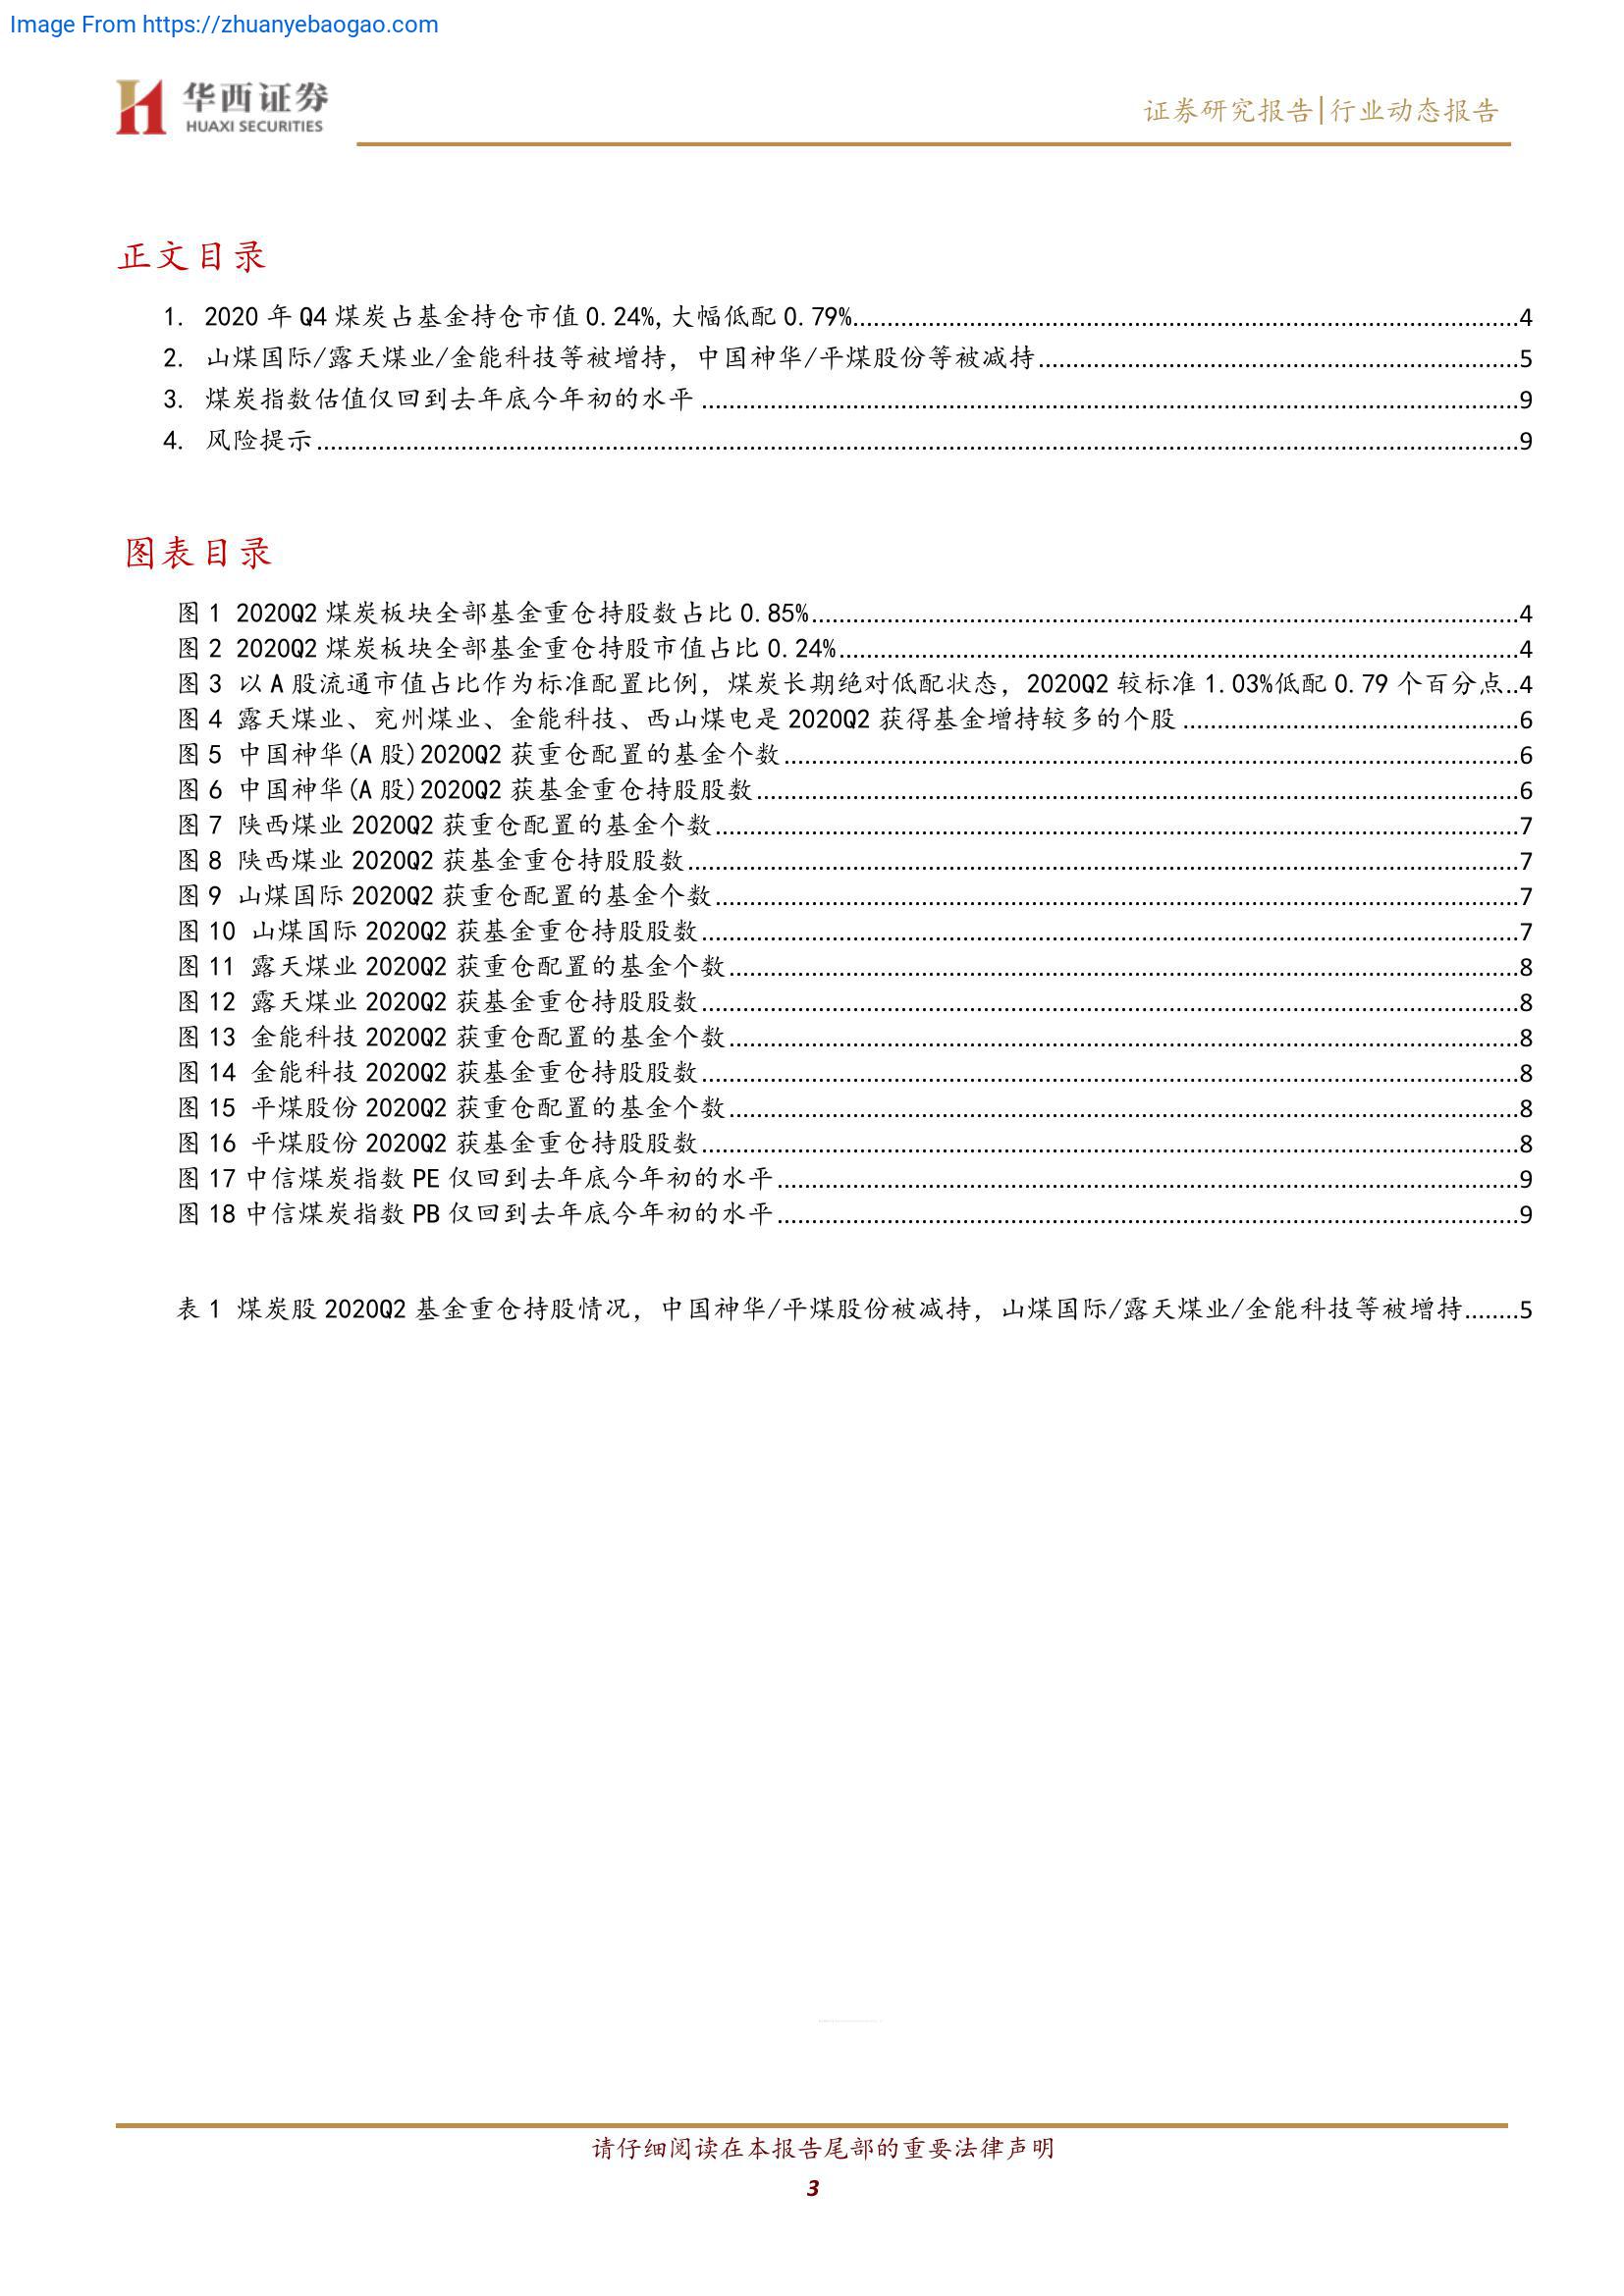 Image From https://zhuanyebaogao.com
华西证券
HUAXI SECURITIES
证券研究报告|行业动态报告
正文目录
1. 2020 年 Q4 煤炭占基金持仓市值 0.24%,大幅低配 0.79%....................4
2. 山煤国际/露天煤业/金能科技等被增持，中国神华/平煤股份等被减持....................5
3. 煤炭指数估值仅回到去年底今年初的水平....................9
4. 风险提示....................9
图表目录
图 1 2020Q2 煤炭板块全部基金重仓持股数占比 0.85%....................4
图 2 2020Q2 煤炭板块全部基金重仓持股市值占比 0.24%....................4
图 3 以 A 股流通市值占比作为标准配置比例，煤炭长期绝对低配状态，2020Q2 较标准 1.03%低配 0.79 个百分点..4
图 4 露天煤业、兖州煤业、金能科技、西山煤电是 2020Q2 获得基金增持较多的个股....................6
图 5 中国神华(A 股)2020Q2 获重仓配置的基金个数....................6
图 6 中国神华(A 股)2020Q2 获基金重仓持股股数....................6
图 7 陕西煤业 2020Q2 获重仓配置的基金个数....................7
图 8 陕西煤业 2020Q2 获基金重仓持股股数....................7
图 9 山煤国际 2020Q2 获重仓配置的基金个数....................7
图 10 山煤国际 2020Q2 获基金重仓持股股数....................7
图 11 露天煤业 2020Q2 获重仓配置的基金个数....................8
图 12 露天煤业 2020Q2 获基金重仓持股股数....................8
图 13 金能科技 2020Q2 获重仓配置的基金个数....................8
图 14 金能科技 2020Q2 获基金重仓持股股数....................8
图 15 平煤股份 2020Q2 获重仓配置的基金个数....................8
图 16 平煤股份 2020Q2 获基金重仓持股股数....................8
图 17 中信煤炭指数 PE 仅回到去年底今年初的水平....................9
图 18 中信煤炭指数 PB 仅回到去年底今年初的水平....................9
表 1 煤炭股 2020Q2 基金重仓持股情况，中国神华/平煤股份被减持，山煤国际/露天煤业/金能科技等被增持........5
请仔细阅读在本报告尾部的重要法律声明
3